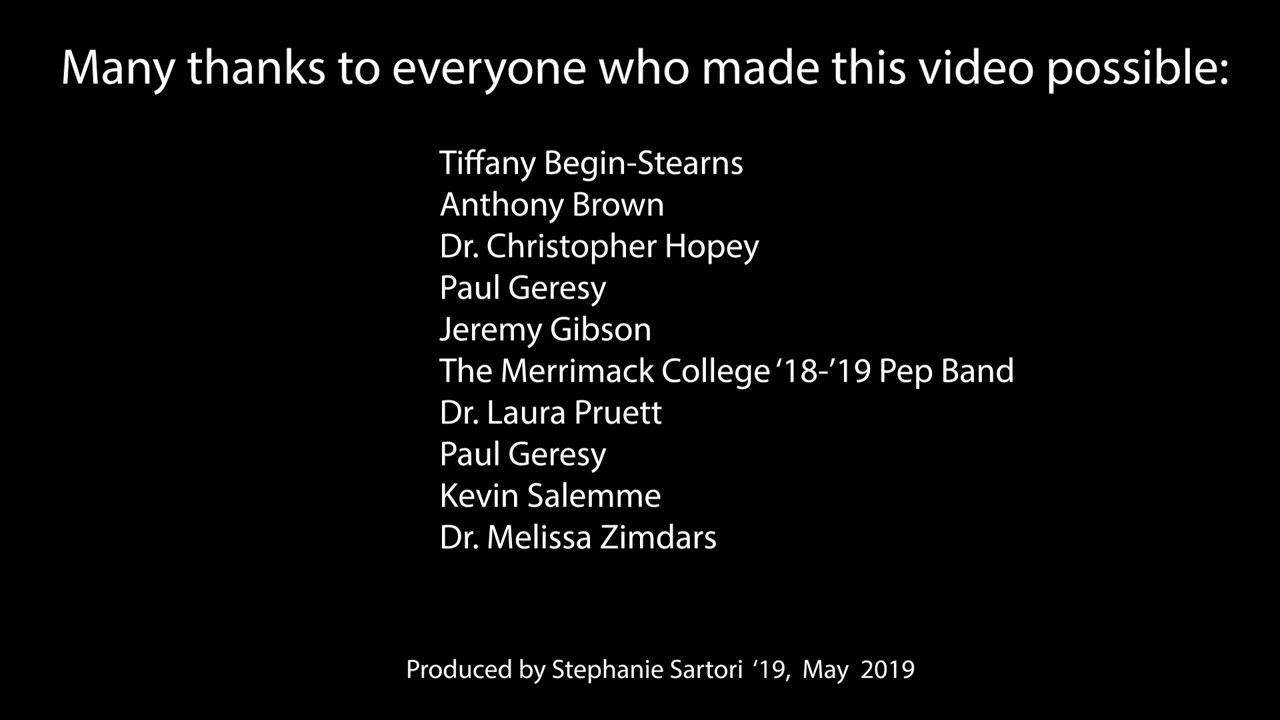 Many thanks to everyone who made this video possible:
Tiffany Begin-Stearns
Anthony Brown
Dr. Christopher Hopey
Paul Geresy
Jeremy Gibson
The Merrimack College ‘18-’19 Pep Band
Dr. Laura Pruett
Paul Geresy
Kevin Salemme
Dr. Melissa Zimdars
Produced by Stephanie Sartori ‘19, May 2019